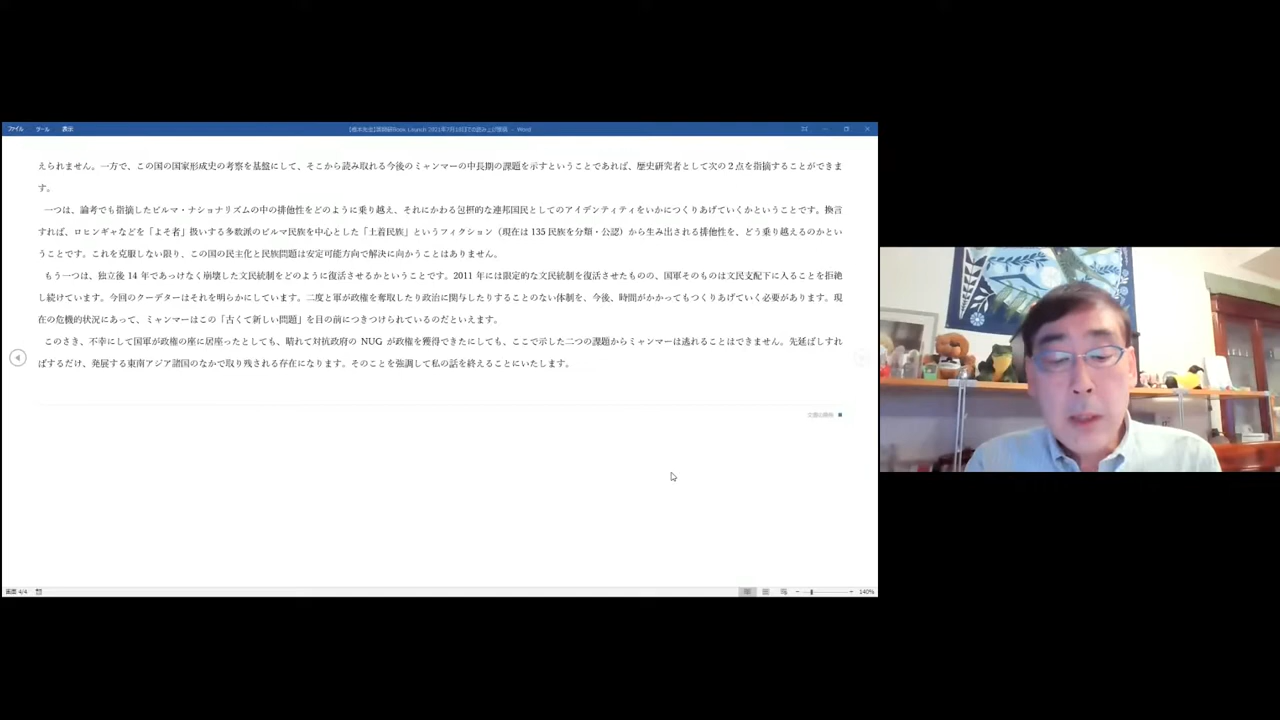 ファイル ツール 表示
えられません。一方で、この国の国家形成史の考察を基盤にして、そこから読み取れる今後のミャンマーの中長期の課題を示すということであれば、歴史研究者として次の2点を指摘することができま
す。
一つは、論考でも指摘したビルマ・ナショナリズムの中の排他性をどのように乗り越え、それにかわる包摂的な連邦国民としてのアイデンティティをいかにつくりあげていくかということです。換言
すれば、ロヒンギャなどを「よそ者」扱いする多数派のビルマ民族を中心とした「土着民族」というフィクション（現在は 135 民族を分類・公認）から生み出される排他性を、どう乗り越えるのかとい
うことです。これを克服しない限り、この国の民主化と民族問題は安定可能方向で解決に向かうことはありません。
もう一つは、独立後 14 年であっけなく崩壊した文民統制をどのように復活させるかということです。2011 年には限定的な文民統制を復活させたものの、国軍そのものは文民支配下に入ることを拒絶
し続けています。今回のクーデターはそれを明らかにしています。二度と軍が政権を奪取したり政治に関与したりすることのない体制を、今後、時間がかかってもつくりあげていく必要があります。現
在の危機的状況にあって、ミャンマーはこの「古くて新しい問題」を目の前につきつけられているのだといえます。
このさき、不幸にして国軍が政権の座に居座ったとしても、晴れて対抗政府の NUG が政権を獲得できたにしても、ここで示した二つの課題からミャンマーは逃れることはできません。先延ばしすれ
ばするだけ、発展する東南アジア諸国のなかで取り残される存在になります。そのことを強調して私の話を終えることにいたします。
文書の最後
画面 4/4
140%